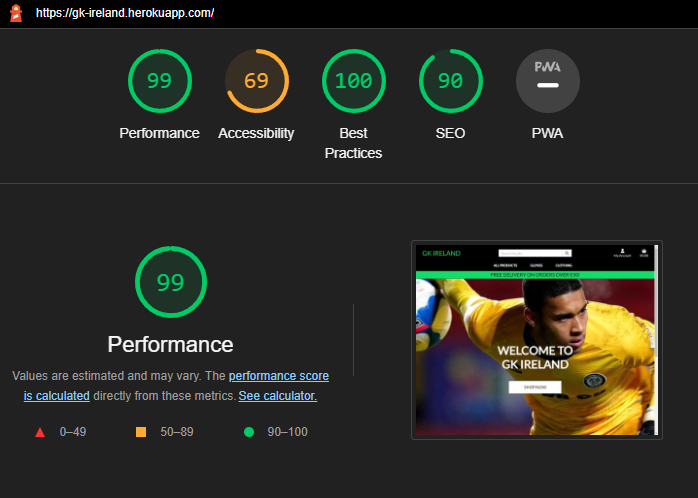 https://gk-ireland.herokuapp.com/
99
69
100
90
PWA
Performance
Accessibility
Best
Practices
SEO
PWA
99
Performance
Values are estimated and may vary. The performance score
is calculated directly from these metrics. See calculator.
0–49
50–89
90–100
GK IRELAND
My Account
ALL PRODUCTS
GLOVES
CLOTHING
FREE DELIVERY ON ORDERS OVER €50!
WELCOME TO
GK IRELAND
SHOP NOW